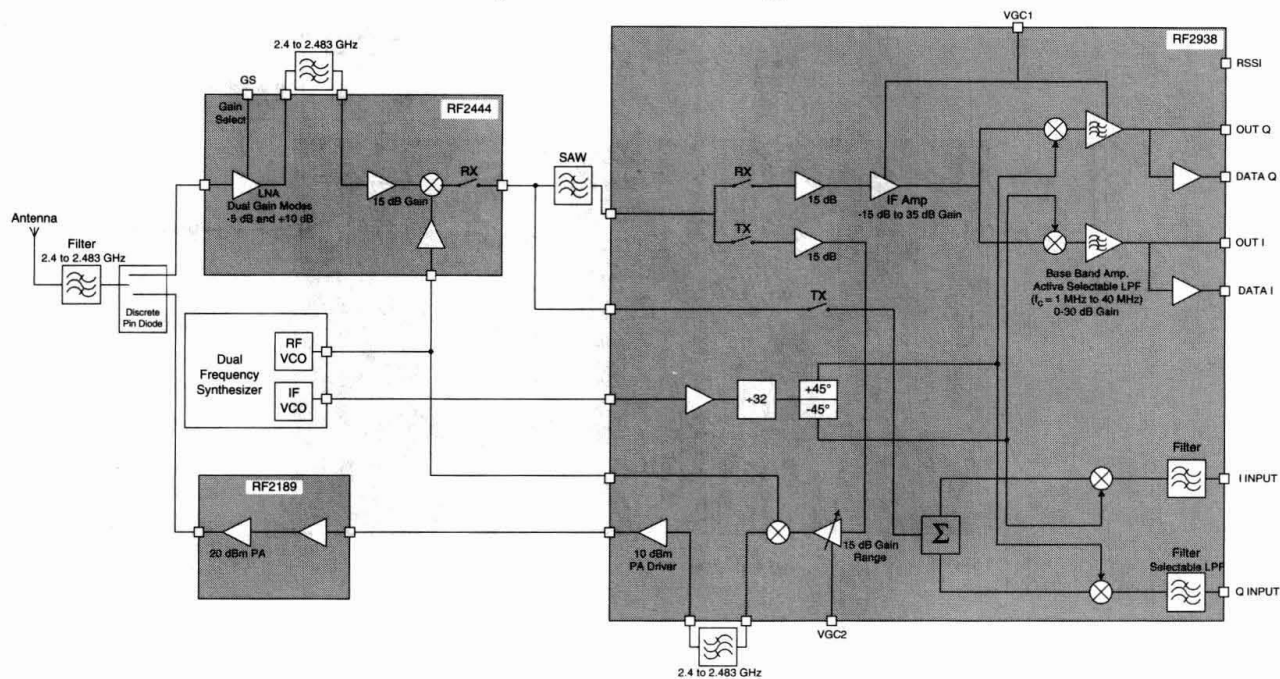 VGC1
2.4 to 2.483 GHz
RF2938
RSSI
GS
Gain
Select
RF2444
OUT Q
SAW
RX
RX
DATA Q
LNA
Dual Gain Modes
-5 dB and +10 dB
15 dB Gain
15 dB
IF Amp
-15 dB to 35 dB Gain
Antenna
TX
OUT I
Filter
2.4 to 2.483 GHz
15 dB
Base Band Amp.
Active Selectable LPF
(fC = 1 MHz to 40 MHz)
0-30 dB Gain
DATA I
Discrete
Pin Diode
TX
Dual
Frequency
Synthesizer
RF
VCO
IF
VCO
÷32
+45°
-45°
Filter
I INPUT
RF2189
Σ
20 dBm PA
10 dBm
PA Driver
15 dB Gain
Range
Filter
Selectable LPF
Q INPUT
VGC2
2.4 to 2.483 GHz